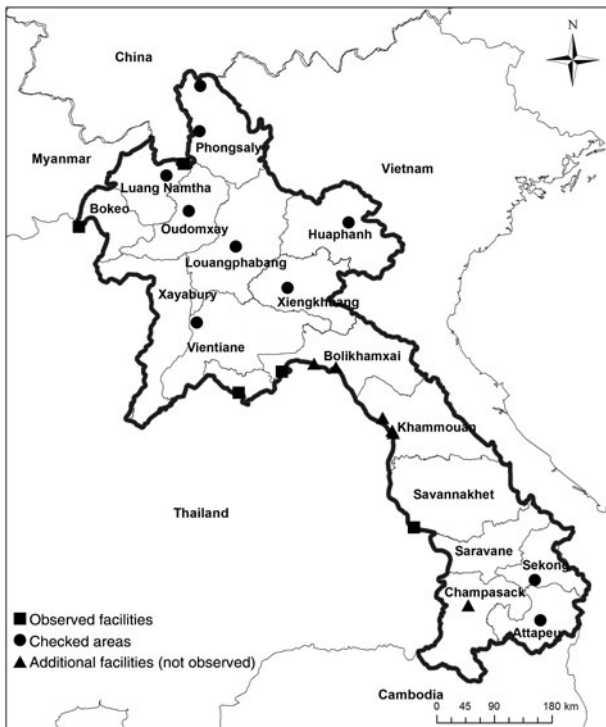 China
N
Myanmar
Phongsaly
Vietnam
Luang Namtha
Bokeo
Oudomxay
Huaphanh
Louangphabang
Xayabury
Xiengkhuang
Vientiane
Bolikhamxai
Khammouan
Savannakhet
Thailand
Saravane
Sekong
Champasack
Attapeu
Observed facilities
Checked areas
Additional facilities (not observed)
Cambodia
0 45 90 180 km